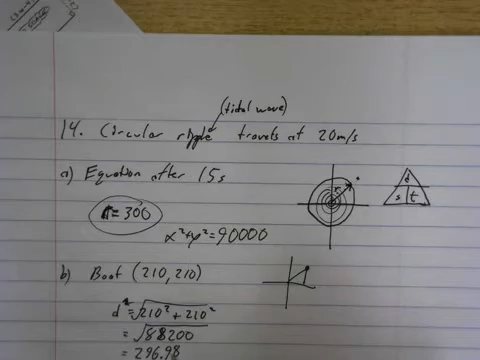 (tidal wave)
14. Circular ripple travels at 20m/s
a) Equation after 15s
r = 300
x²+y²=90000
r
d
s t
b) Boat (210,210)
d = √210² + 210²
= √88200
= 296.98